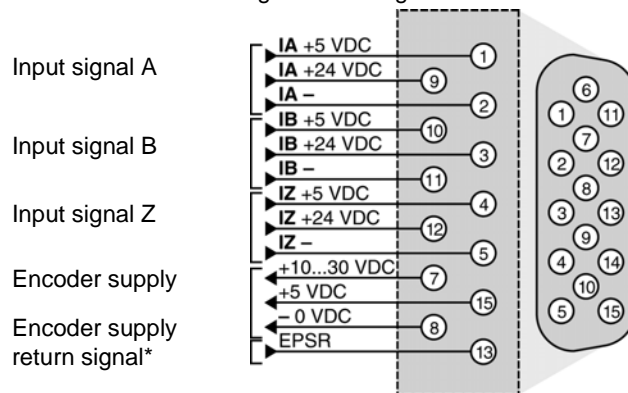 Input signal A
IA +5 VDC
1
IA +24 VDC
9
IA –
2
Input signal B
IB +5 VDC
10
IB +24 VDC
3
IB –
11
Input signal Z
IZ +5 VDC
4
IZ +24 VDC
12
IZ –
5
Encoder supply
+10...30 VDC
7
+5 VDC
15
– 0 VDC
8
Encoder supply
return signal*
EPSR
13
6
1
11
7
2
12
8
3
13
9
4
14
10
5
15